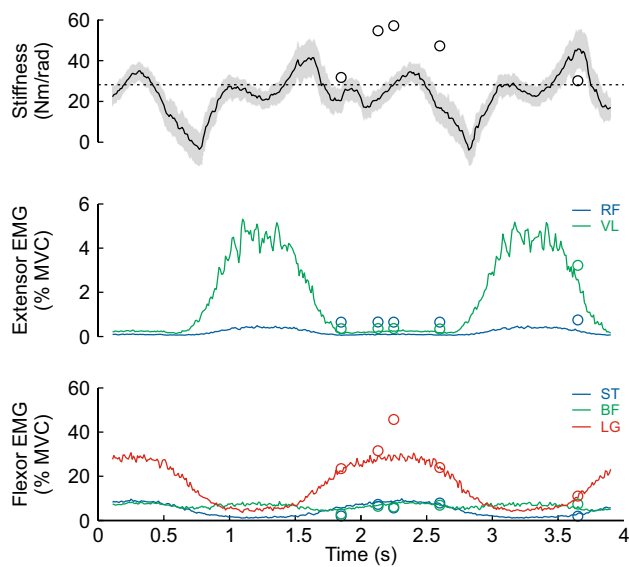 Stiffness
(Nm/rad)
60
40
20
0
Extensor EMG
(% MVC)
6
4
2
0
RF
VL
Flexor EMG
(% MVC)
60
40
20
0
ST
BF
LG
0 0.5 1 1.5 2 2.5 3 3.5 4
Time (s)